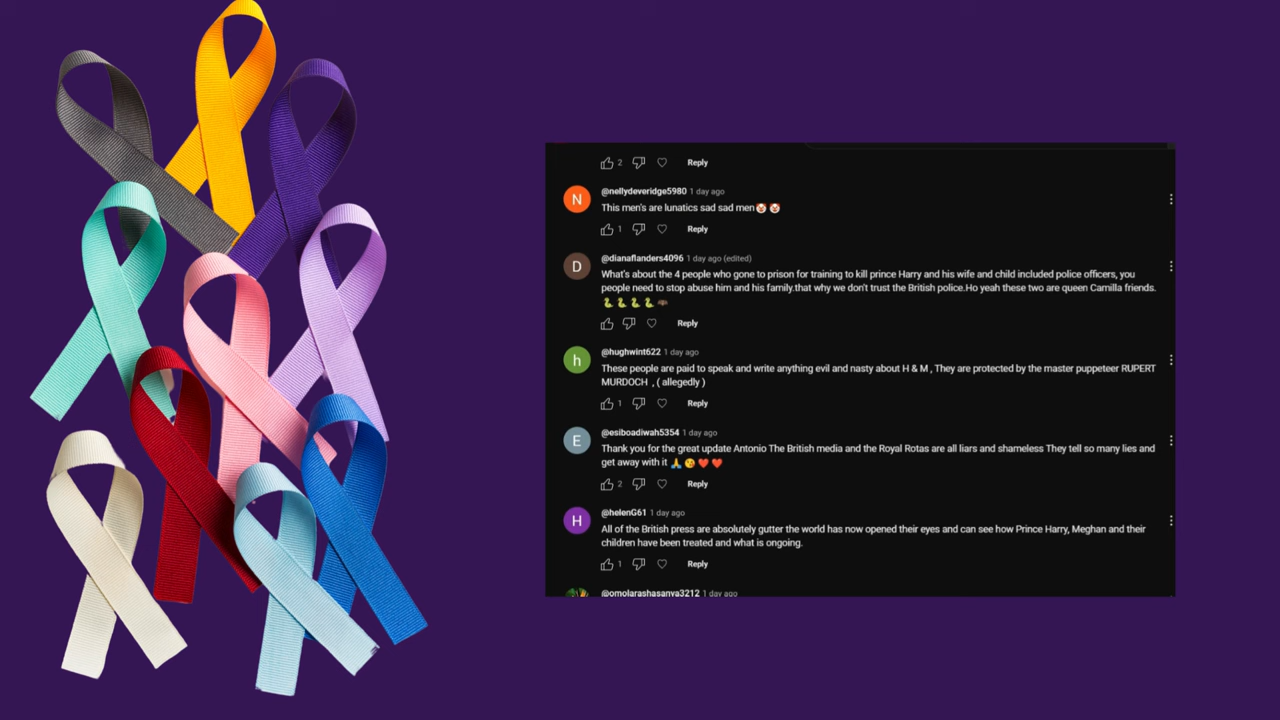 2 Reply
N @nellydeveridge5980 1 day ago
This men's are lunatics sad sad men🤡 🤡
1 Reply
D @dianaflanders4096 1 day ago (edited)
What's about the 4 people who gone to prison for training to kill prince Harry and his wife and child included police officers, you
people need to stop abuse him and his family.that why we don't trust the British police.Ho yeah these two are queen Camilla friends.
Reply
h @hughwint622 1 day ago
These people are paid to speak and write anything evil and nasty about H & M , They are protected by the master puppeteer RUPERT
MURDOCH , ( allegedly )
1 Reply
E @esiboadiwah5354 1 day ago
Thank you for the great update Antonio The British media and the Royal Rotas are all liars and shameless They tell so many lies and
get away with it 🙏 😘 ❤️ ❤️
2 Reply
H @helenG61 1 day ago
All of the British press are absolutely gutter the world has now opened their eyes and can see how Prince Harry, Meghan and their
children have been treated and what is ongoing.
1 Reply
@omolarashasanya3212 1 day ago